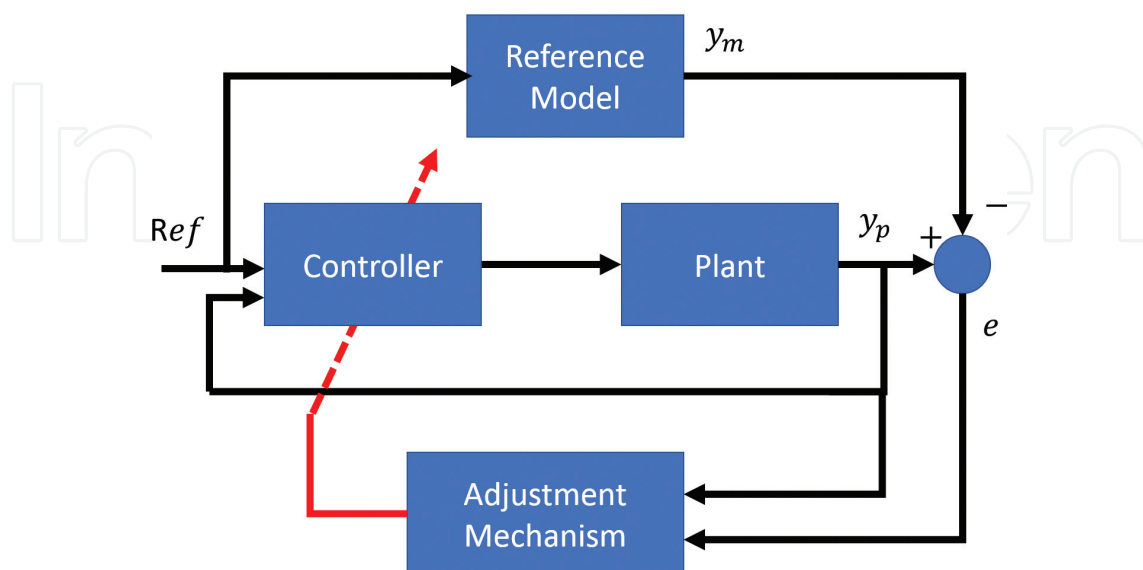 y_m
Reference
Model
Ref
Controller
Plant
y_p
+
−
e
Adjustment
Mechanism